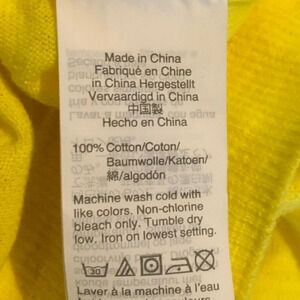 Made in China
Fabriqué en Chine
in China Hergestellt
Vervaardigd in China
中国製
Hecho en China
100% Cotton/Coton/
Baumwolle/Katoen/
綿/algodón
Machine wash cold with
like colors. Non-chlorine
bleach only. Tumble dry
low. Iron on lowest setting.
30
Laver à la machine à l'eau